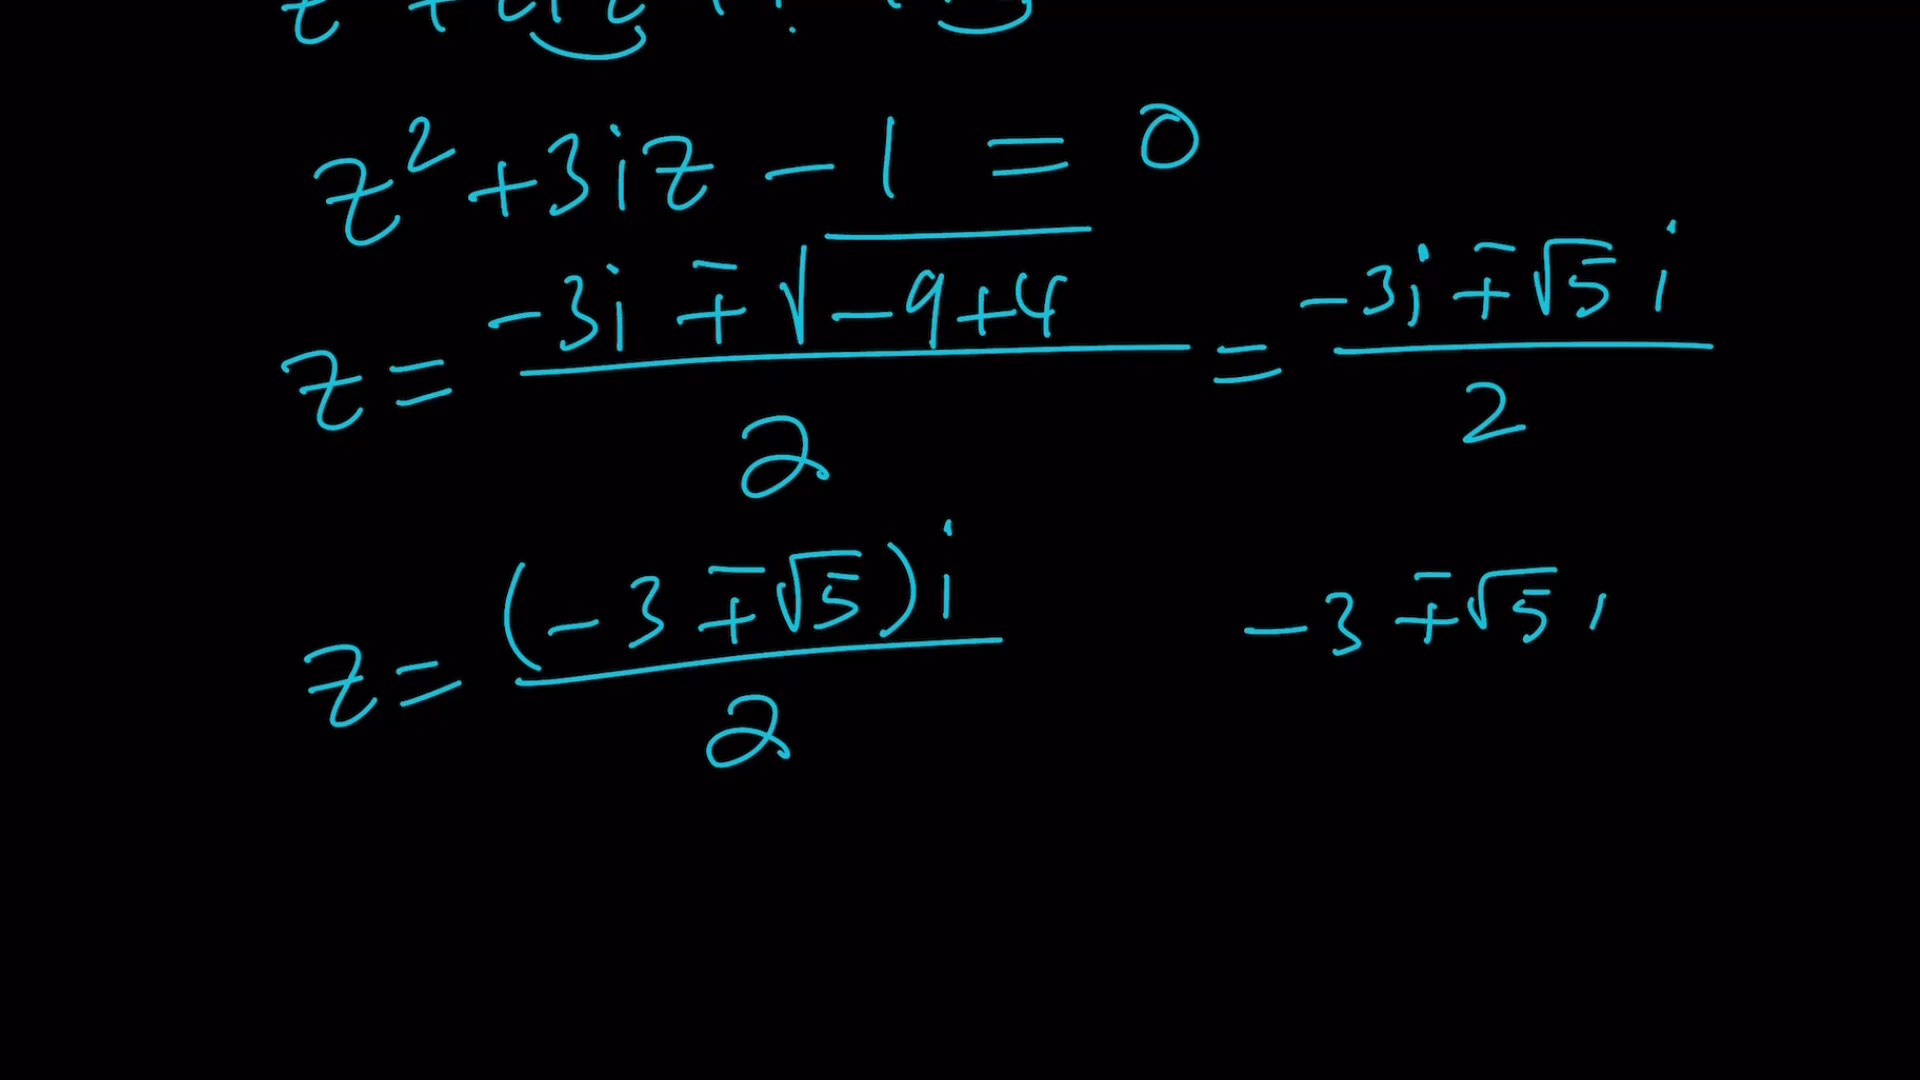 z² + 3iz − 1 = 0
z = (−3i ∓ √(−9+4))/2 = (−3i ∓ √5 i)/2
z = ((−3 ∓ √5)i)/2
−3 ∓ √5 i